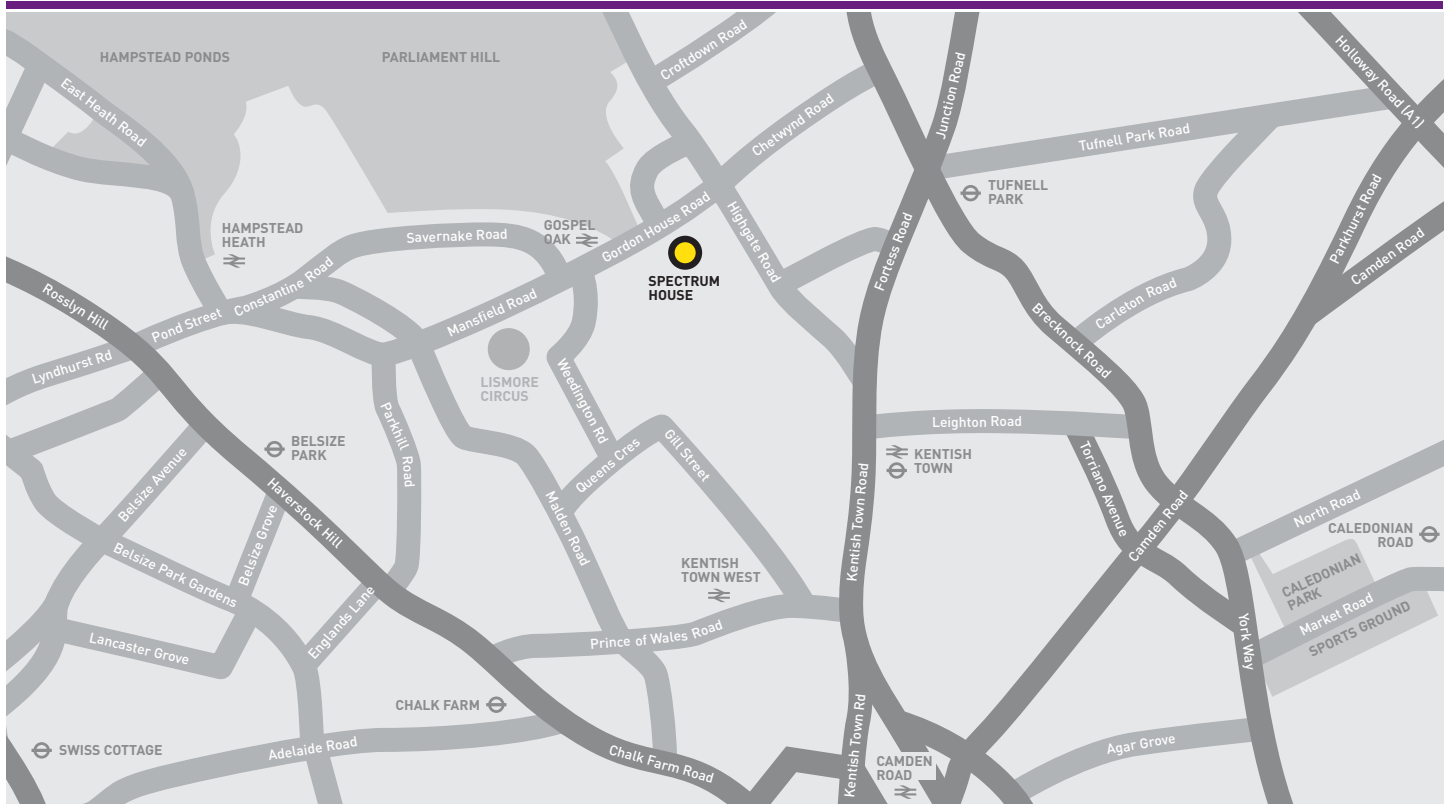 HAMPSTEAD PONDS
PARLIAMENT HILL
Croftdown Road
Junction Road
Holloway Road (A1)
East Heath Road
Chetwynd Road
Tufnell Park Road
TUFNELL
PARK
HAMPSTEAD
HEATH
Savernake Road
GOSPEL
OAK
Gordon House Road
Highgate Road
Fortess Road
Parkhurst Road
Camden Road
SPECTRUM
HOUSE
Rosslyn Hill
Constantine Road
Pond Street
Mansfield Road
Carleton Road
Brecknock Road
Lyndhurst Rd
LISMORE
CIRCUS
Weedington Rd
Parkhill Road
Leighton Road
BELSIZE
PARK
Queens Cres
Gill Street
KENTISH
TOWN
Torriano Avenue
Belsize Avenue
Haverstock Hill
Malden Road
Kentish Town Road
Camden Road
North Road
CALEDONIAN
ROAD
Belsize Grove
Belsize Park Gardens
KENTISH
TOWN WEST
CALEDONIAN
PARK
Market Road
SPORTS GROUND
Englands Lane
Lancaster Grove
Prince of Wales Road
York Way
CHALK FARM
SWISS COTTAGE
Adelaide Road
Chalk Farm Road
Kentish Town Rd
CAMDEN
ROAD
Agar Grove